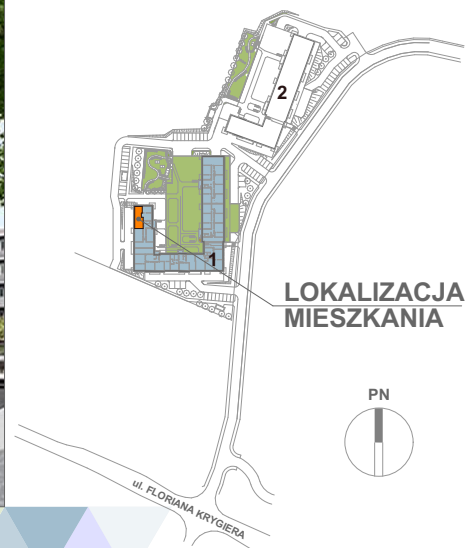 2
1
LOKALIZACJA
MIESZKANIA
PN
ul. FLORIANA KRYGIERA